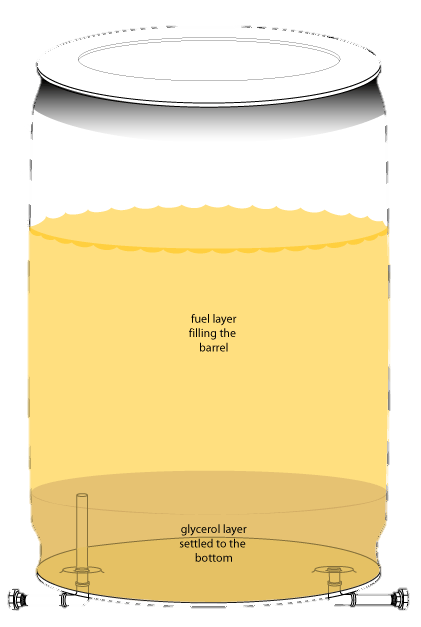 fuel layer
filling the
barrel
glycerol layer
settled to the
bottom